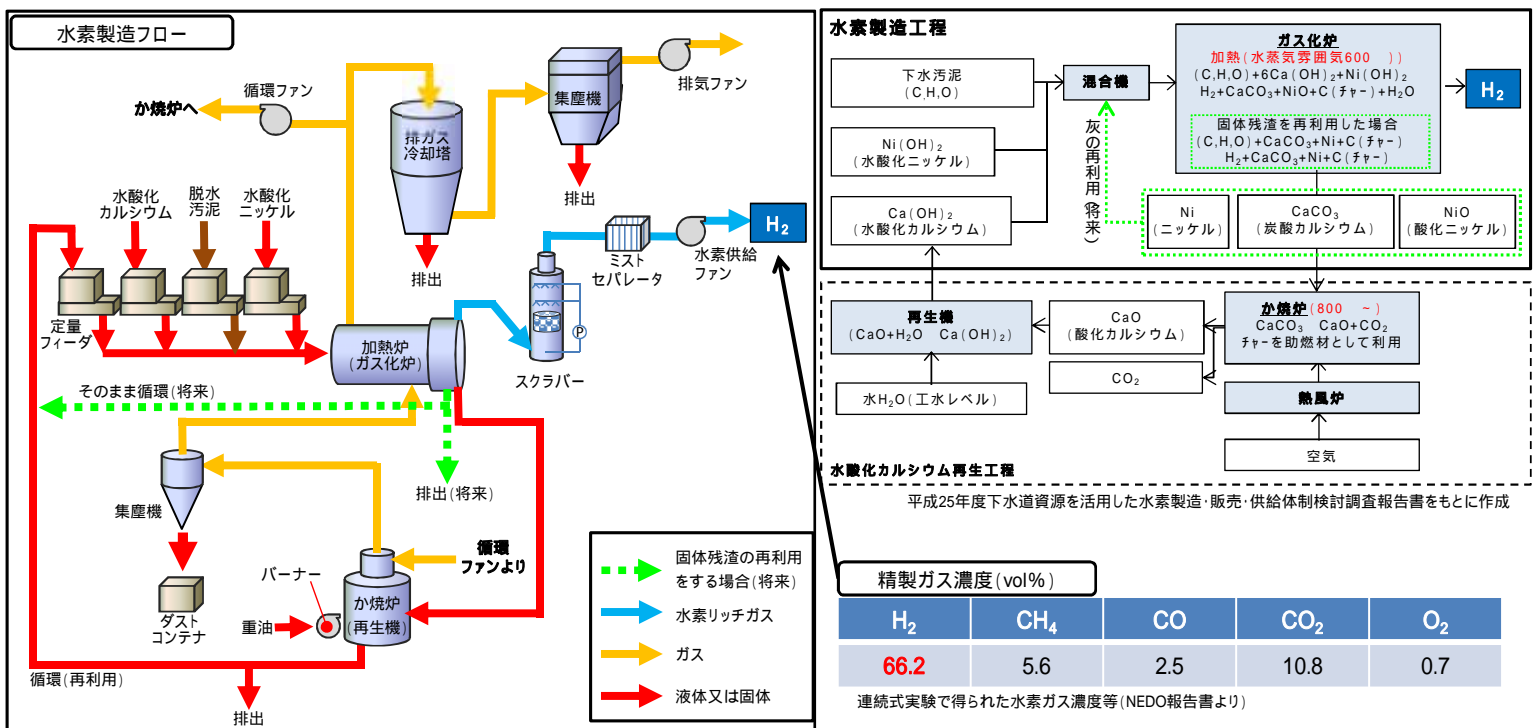 水素製造フロー
循環ファン
か焼炉へ
排ガス
冷却塔
集塵機
排気ファン
排出
排出
水酸化
カルシウム
脱水
汚泥
水酸化
ニッケル
定量
フィーダ
加熱炉
(ガス化炉)
スクラバー
P
ミスト
セパレータ
水素供給
ファン
H2
そのまま循環(将来)
排出(将来)
集塵機
ダスト
コンテナ
バーナー
重油
か焼炉
(再生機)
循環
ファンより
循環(再利用)
排出
固体残渣の再利用
をする場合(将来)
水素リッチガス
ガス
液体又は固体
水素製造工程
下水汚泥
(C,H,O)
Ni(OH)2
(水酸化ニッケル)
Ca(OH)2
(水酸化カルシウム)
混合機
灰の再利用(将来)
ガス化炉
加熱(水蒸気雰囲気600 ))
(C,H,O)+6Ca(OH)2+Ni(OH)2
H2+CaCO3+NiO+C(チャー)+H2O
固体残渣を再利用した場合
(C,H,O)+CaCO3+Ni+C(チャー)
H2+CaCO3+Ni+C(チャー)
H2
Ni
(ニッケル)
CaCO3
(炭酸カルシウム)
NiO
(酸化ニッケル)
再生機
(CaO+H2O Ca(OH)2)
CaO
(酸化カルシウム)
CO2
か焼炉(800 ~)
CaCO3 CaO+CO2
チャーを助燃材として利用
水H2O(工水レベル)
熱風炉
空気
水酸化カルシウム再生工程
平成25年度下水道資源を活用した水素製造・販売・供給体制検討調査報告書をもとに作成
精製ガス濃度(vol%)
H2 CH4 CO CO2 O2
66.2 5.6 2.5 10.8 0.7
連続式実験で得られた水素ガス濃度等(NEDO報告書より)